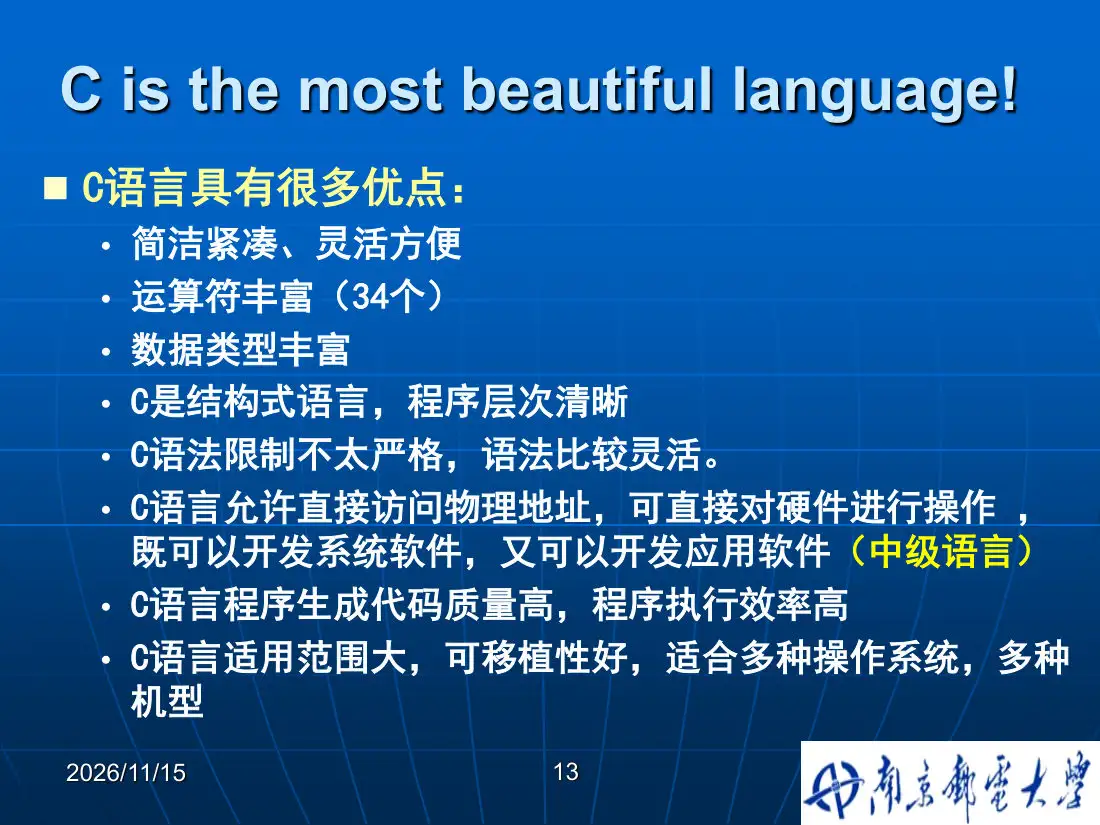 C is the most beautiful language!
■ C语言具有很多优点：
• 简洁紧凑、灵活方便
• 运算符丰富（34个）
• 数据类型丰富
• C是结构式语言，程序层次清晰
• C语法限制不太严格，语法比较灵活。
• C语言允许直接访问物理地址，可直接对硬件进行操作 ，
既可以开发系统软件，又可以开发应用软件（中级语言）
• C语言程序生成代码质量高，程序执行效率高
• C语言适用范围大，可移植性好，适合多种操作系统，多种
机型
2026/11/15
13
南京郵電大學